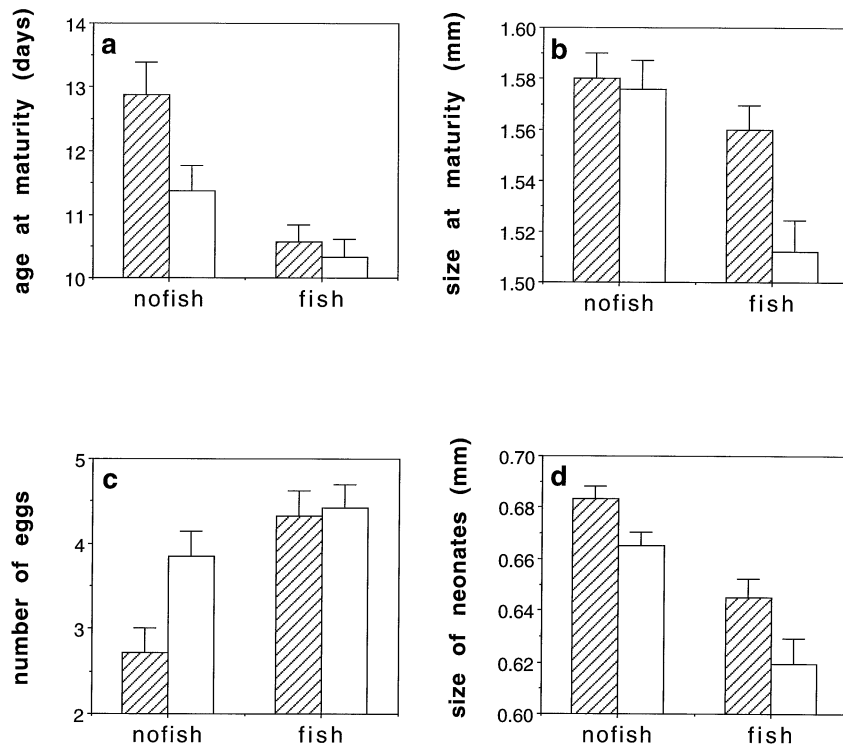 a
age at maturity (days)
14
13
12
11
10
nofish fish
b
size at maturity (mm)
1.60
1.58
1.56
1.54
1.52
1.50
nofish fish
c
number of eggs
5
4
3
2
nofish fish
d
size of neonates (mm)
0.70
0.68
0.66
0.64
0.62
0.60
nofish fish